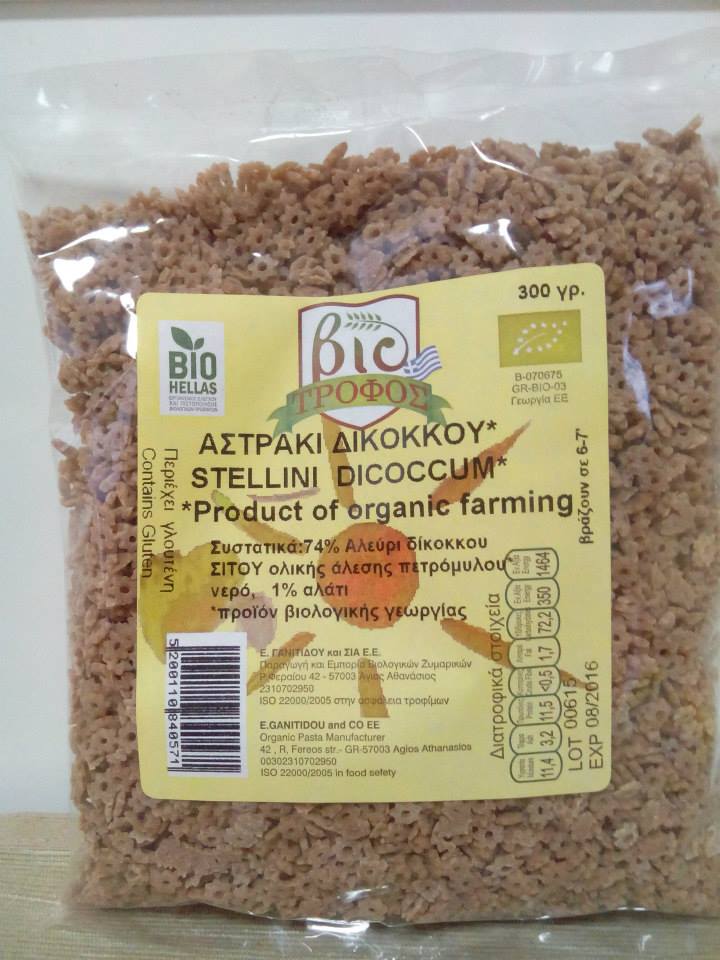 300 γρ.
βιο
ΤΡΟΦΟΣ
BIO
HELLAS
B-070675
GR-BIO-03
Γεωργία ΕΕ
ΑΣΤΡΑΚΙ ΔΙΚΟΚΚΟΥ*
STELLINI DICOCCUM*
*Product of organic farming
βράζουν σε 6-7'
Περιέχει γλουτένη
Contains Gluten
Συστατικά:74% Αλεύρι δίκοκκου
ΣΙΤΟΥ ολικής άλεσης πετρόμυλου*
νερό, 1% αλάτι
*προϊόν βιολογικής γεωργίας
Ε. ΓΑΝΙΤΙΔΟΥ και ΣΙΑ Ε.Ε.
Παραγωγή και Εμπορία Βιολογικών Ζυμαρικών
Ρ.Φεραίου 42 - 57003 Άγιος Αθανάσιος
2310702950
ISO 22000/2005 στην ασφάλεια τροφίμων
E.GANITIDOU and CO EE
Organic Pasta Manufacturer
42 , R, Fereos str.- GR-57003 Agios Athanasios
00302310702950
ISO 22000/2005 in food sefety
5200110840571
Διατροφικά στοιχεία
1464
350
72,2
1,7
<0,5
11,5
3,2
11,4
LOT 00615
EXP 08/2016